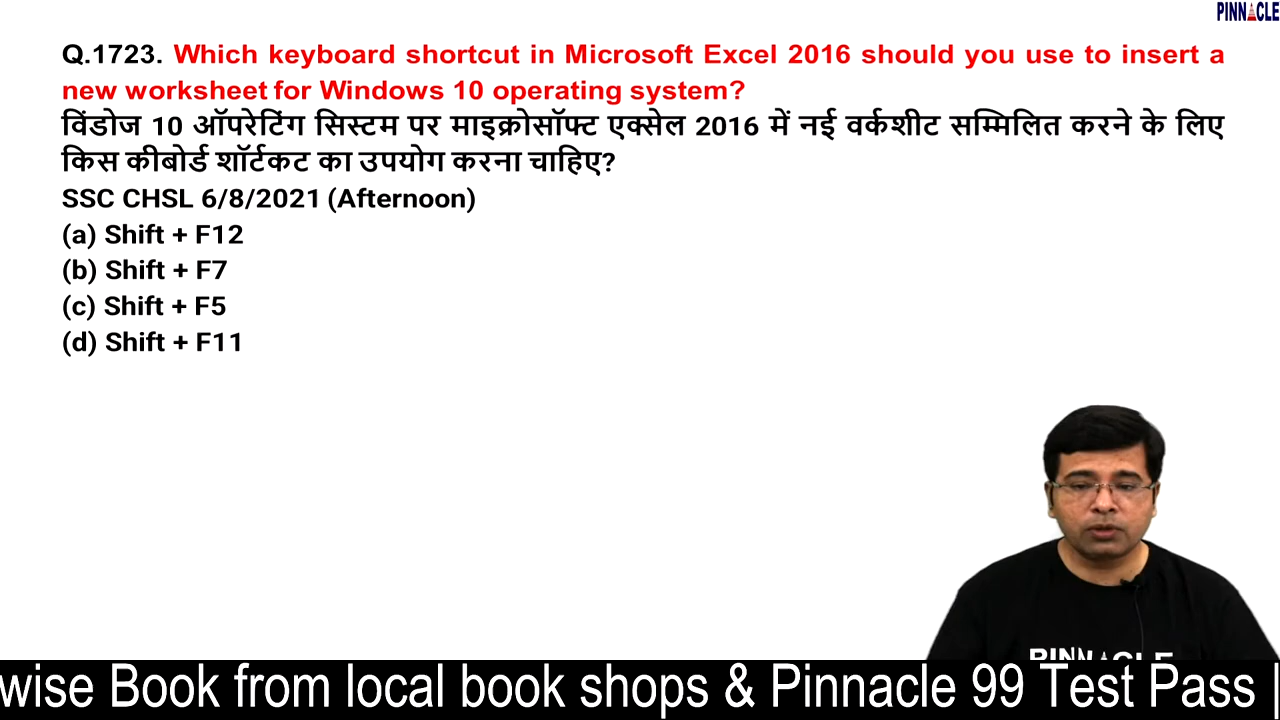 PINNACLE
Q.1723. Which keyboard shortcut in Microsoft Excel 2016 should you use to insert a
new worksheet for Windows 10 operating system?
विंडोज 10 ऑपरेटिंग सिस्टम पर माइक्रोसॉफ्ट एक्सेल 2016 में नई वर्कशीट सम्मिलित करने के लिए
किस कीबोर्ड शॉर्टकट का उपयोग करना चाहिए?
SSC CHSL 6/8/2021 (Afternoon)
(a) Shift + F12
(b) Shift + F7
(c) Shift + F5
(d) Shift + F11
PINNACLE
wise Book from local book shops & Pinnacle 99 Test Pass |